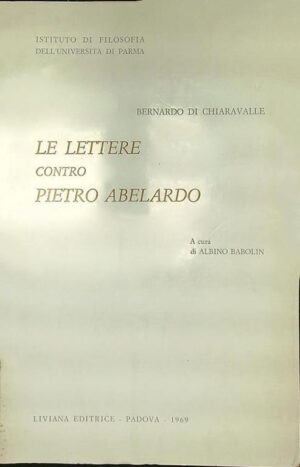 ISTITUTO DI FILOSOFIA
DELL'UNIVERSITA DI PARMA
BERNARDO DI CHIARAVALLE
LE LETTERE
CONTRO
PIETRO ABELARDO
A cura
di ALBINO BABOLIN
LIVIANA EDITRICE - PADOVA - 1969